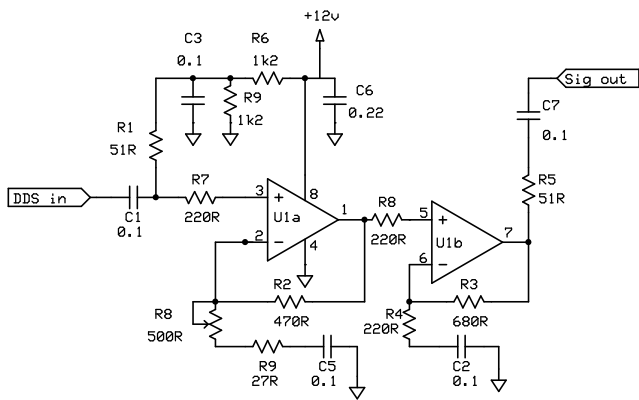 +12v
C3
0.1
R6
1k2
R9
1k2
C6
0.22
Sig out
C7
0.1
R1
51R
R7
220R
3
+
8
U1a
1
2
−
4
DDS in
C1
0.1
R8
220R
5
+
U1b
7
6
−
R5
51R
R2
470R
R3
680R
R8
500R
R4
220R
R9
27R
C5
0.1
C2
0.1